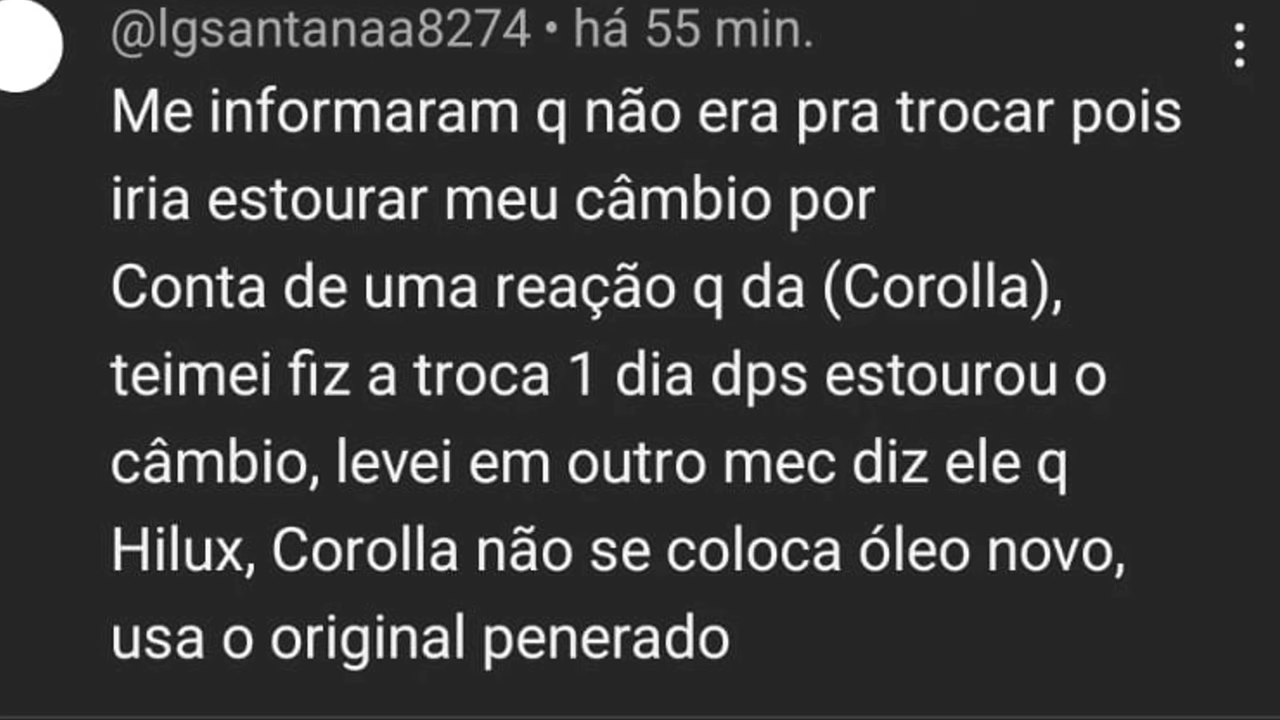 @lgsantanaa8274 • há 55 min.
Me informaram q não era pra trocar pois
iria estourar meu câmbio por
Conta de uma reação q da (Corolla),
teimei fiz a troca 1 dia dps estourou o
câmbio, levei em outro mec diz ele q
Hilux, Corolla não se coloca óleo novo,
usa o original penerado